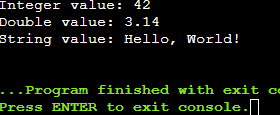 Integer value: 42
Double value: 3.14
String value: Hello, World!
...Program finished with exit
Press ENTER to exit console.